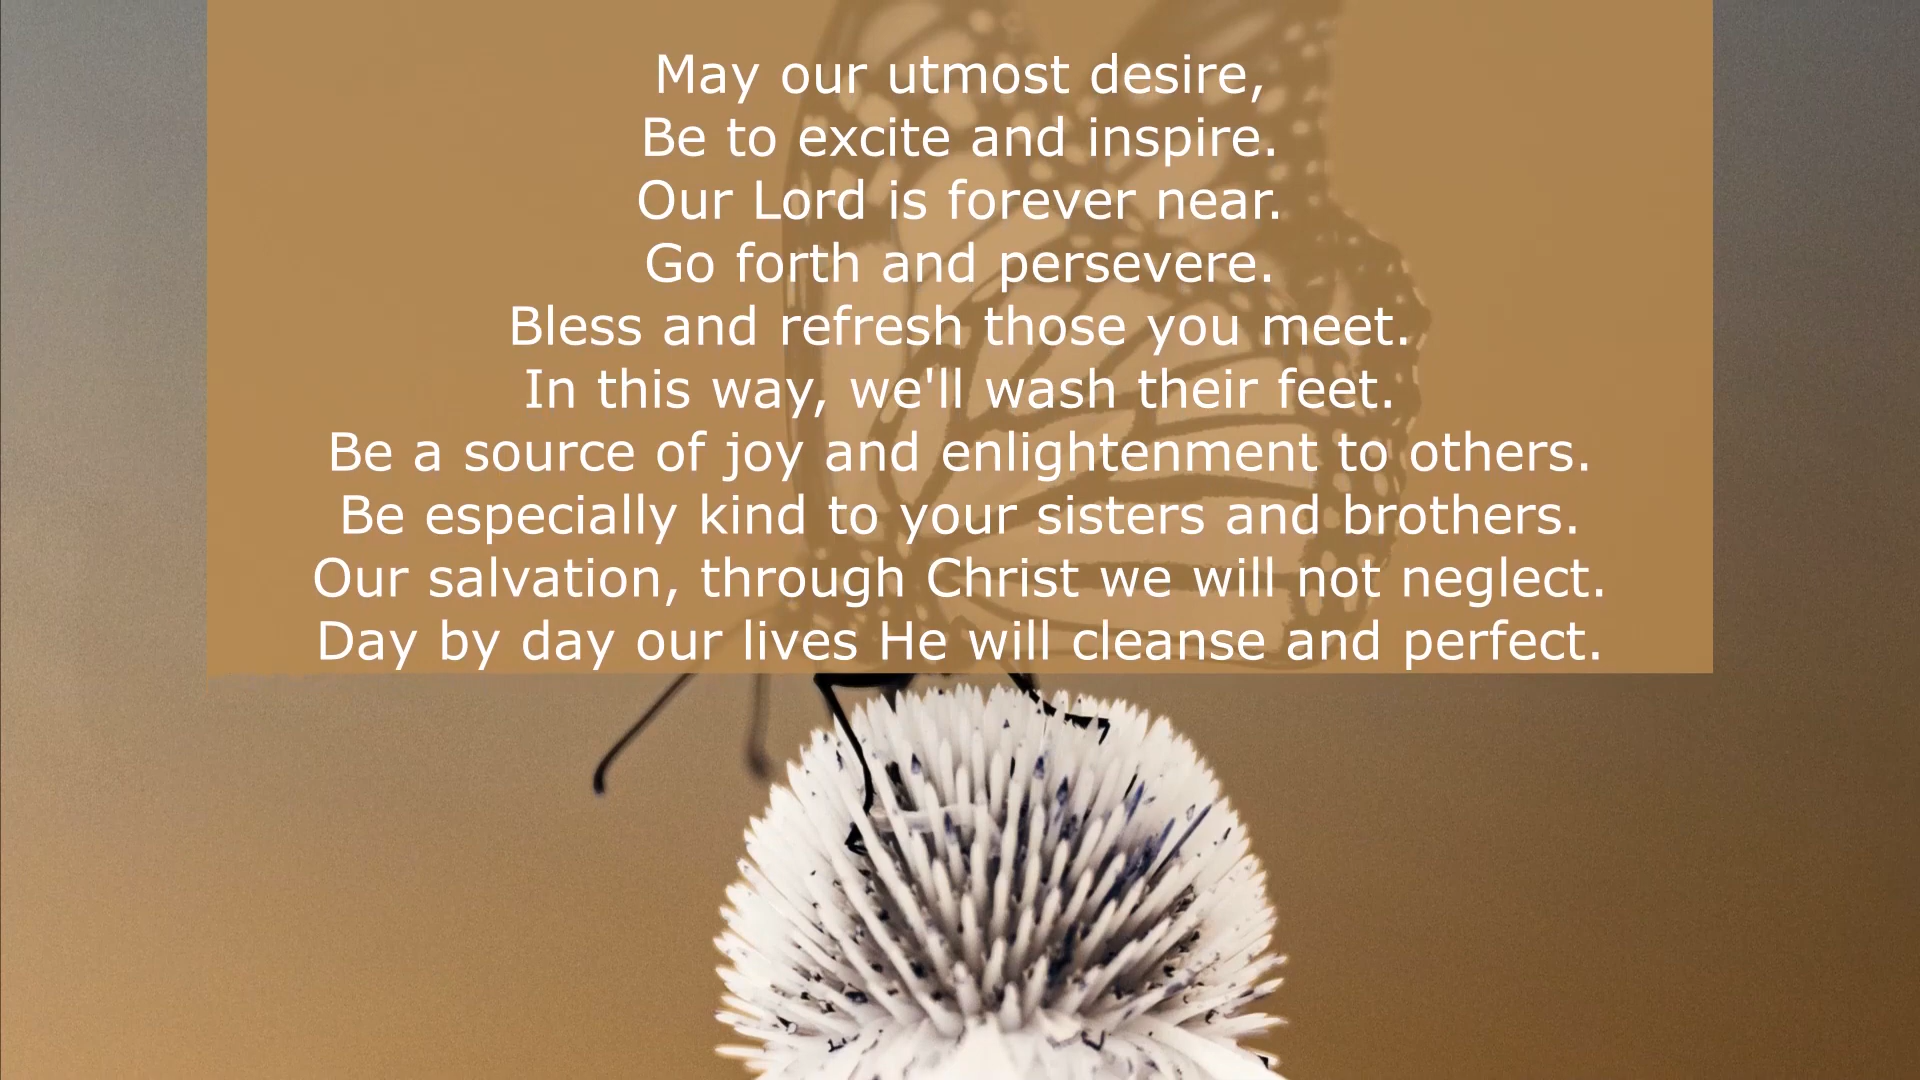 May our utmost desire,
Be to excite and inspire.
Our Lord is forever near.
Go forth and persevere.
Bless and refresh those you meet.
In this way, we'll wash their feet.
Be a source of joy and enlightenment to others.
Be especially kind to your sisters and brothers.
Our salvation, through Christ we will not neglect.
Day by day our lives He will cleanse and perfect.